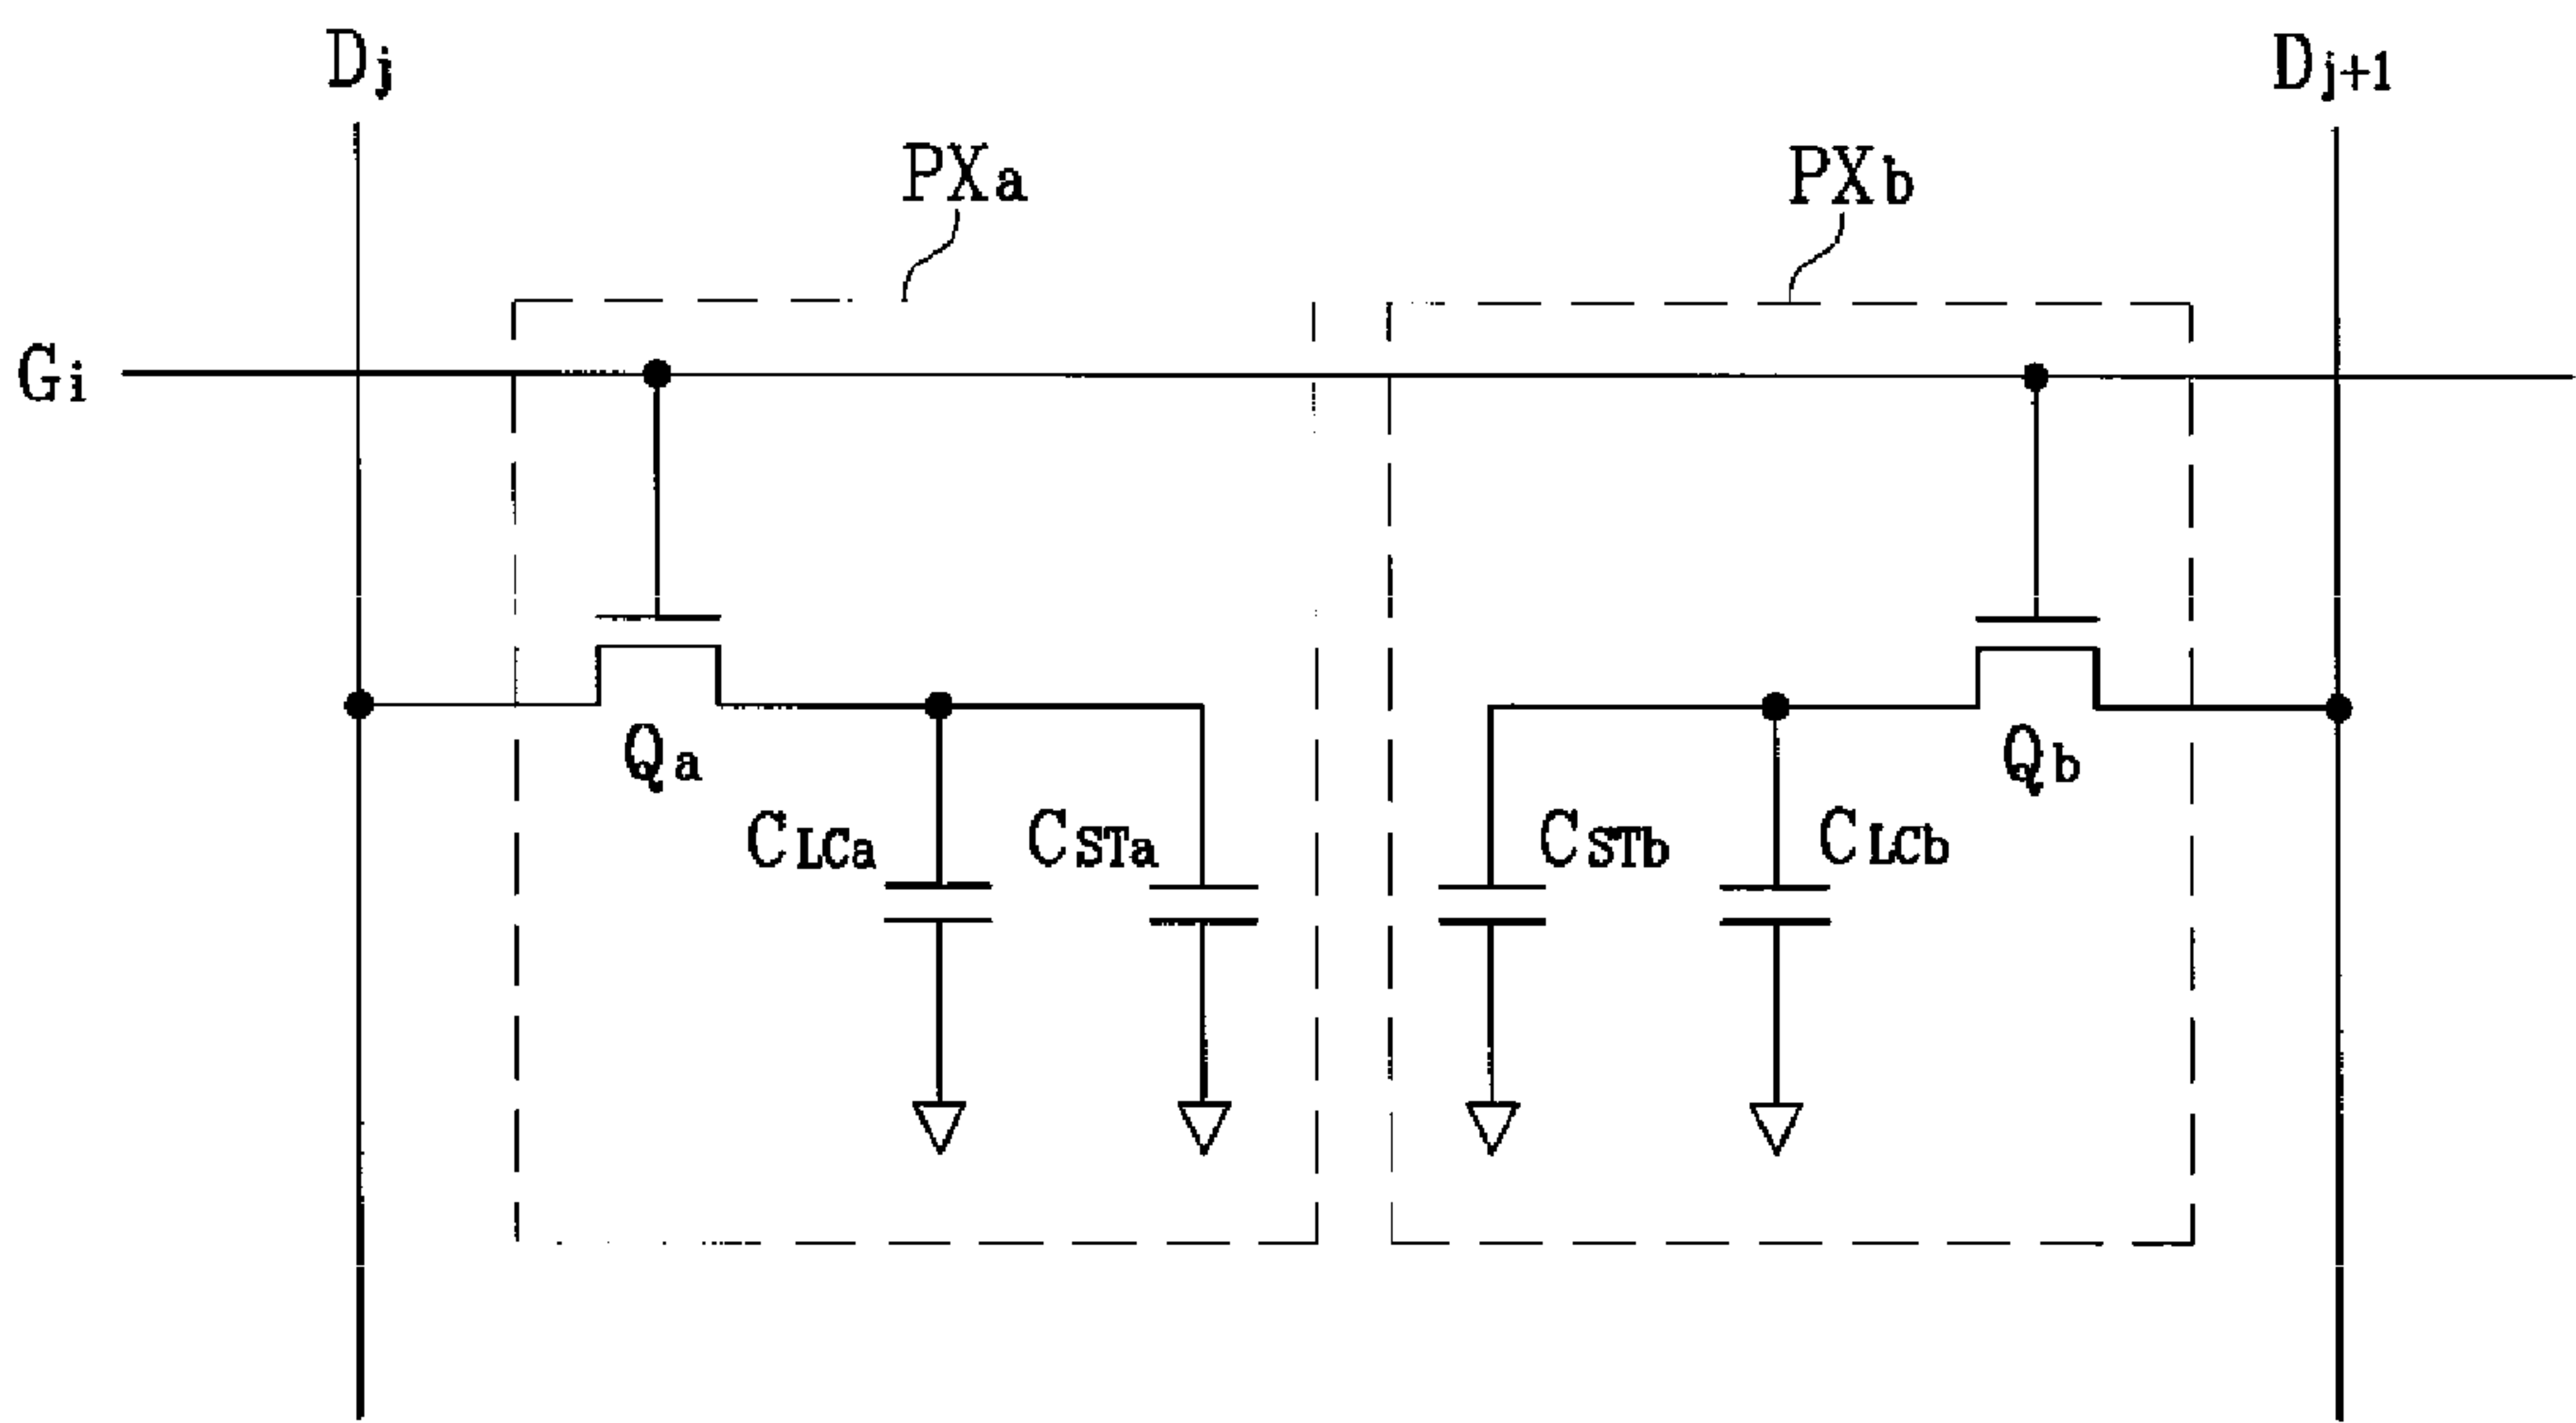 Dj
Dj+1
PXa
PXb
Gi
Qa
Qb
CLCa
CSTa
CSTb
CLCb